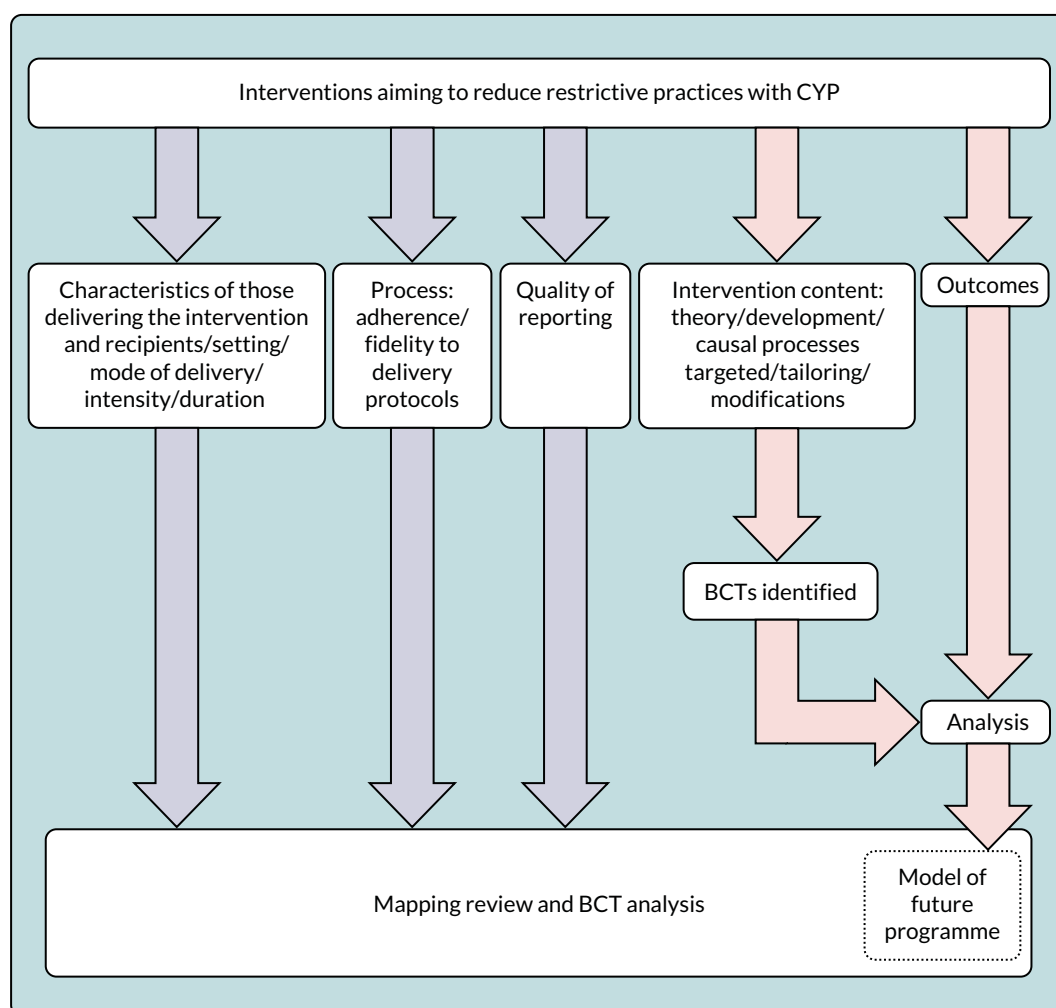 Interventions aiming to reduce restrictive practices with CYP
Characteristics of those
delivering the intervention
and recipients/setting/
mode of delivery/
intensity/duration
Process:
adherence/
fidelity to
delivery
protocols
Quality of
reporting
Intervention content:
theory/development/
causal processes
targeted/tailoring/
modifications
Outcomes
BCTs identified
Analysis
Mapping review and BCT analysis
Model of
future
programme